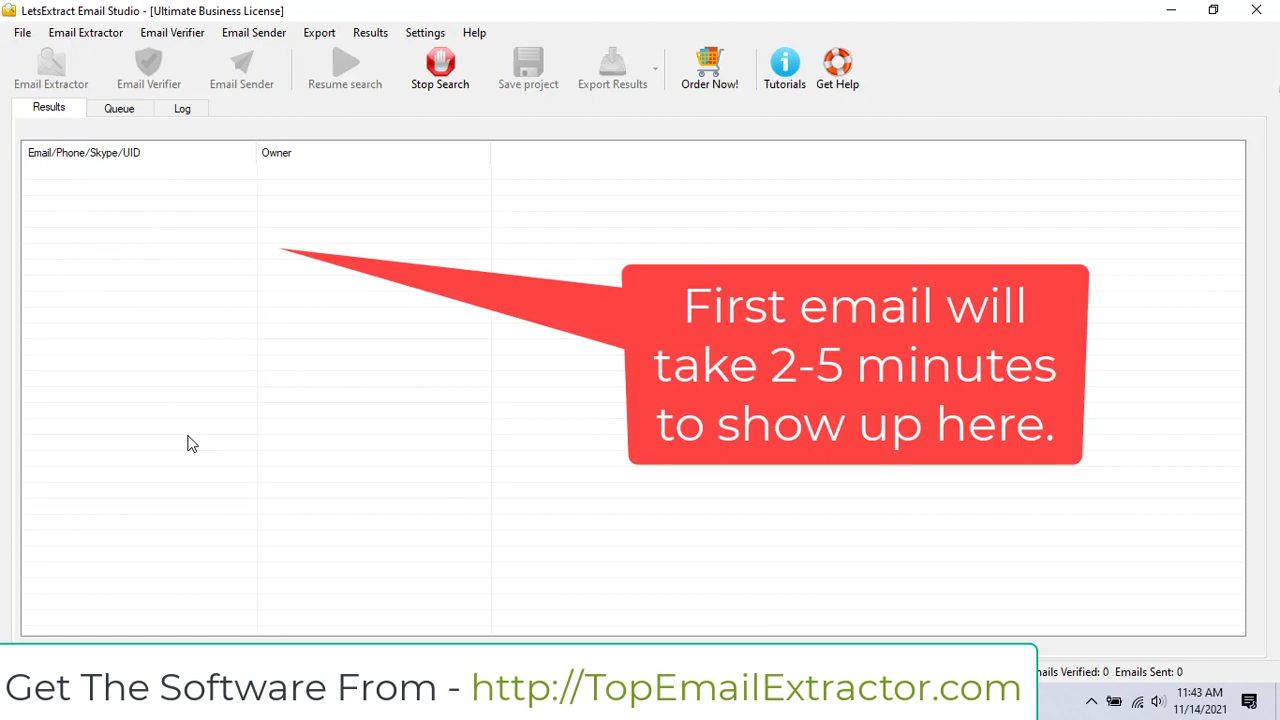 LetsExtract Email Studio - [Ultimate Business License]
File Email Extractor Email Verifier Email Sender Export Results Settings Help
Email Extractor Email Verifier Email Sender Resume search Stop Search Save project Export Results Order Now! Tutorials Get Help
Results Queue Log
Email/Phone/Skype/UID Owner
First email will
take 2-5 minutes
to show up here.
Verified: 0 Emails Sent: 0
Get The Software From - http://TopEmailExtractor.com
11:43 AM
11/14/2021